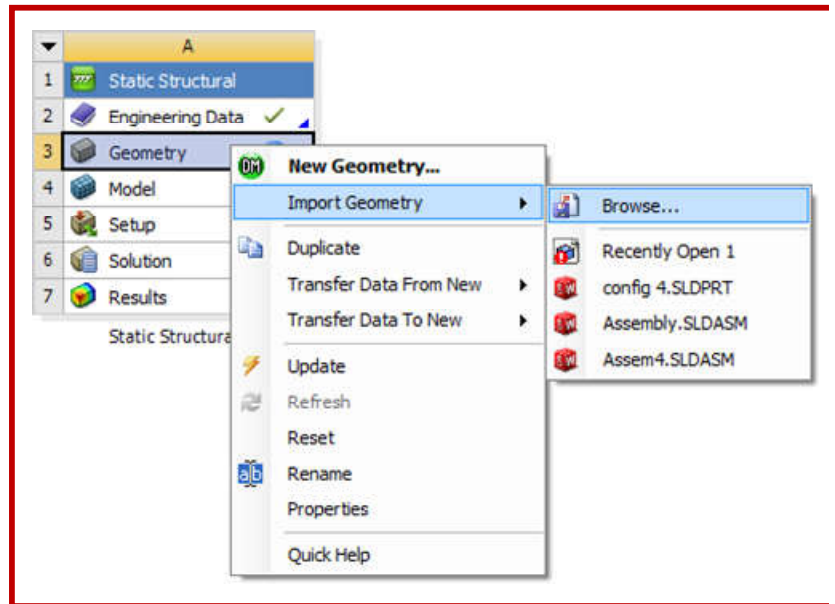 A
1 Static Structural
2 Engineering Data
3 Geometry
4 Model
5 Setup
6 Solution
7 Results
Static Structura
DM New Geometry...
Import Geometry
Duplicate
Transfer Data From New
Transfer Data To New
Update
Refresh
Reset
ab Rename
Properties
Quick Help
Browse...
Recently Open 1
config 4.SLDPRT
Assembly.SLDASM
Assem4.SLDASM